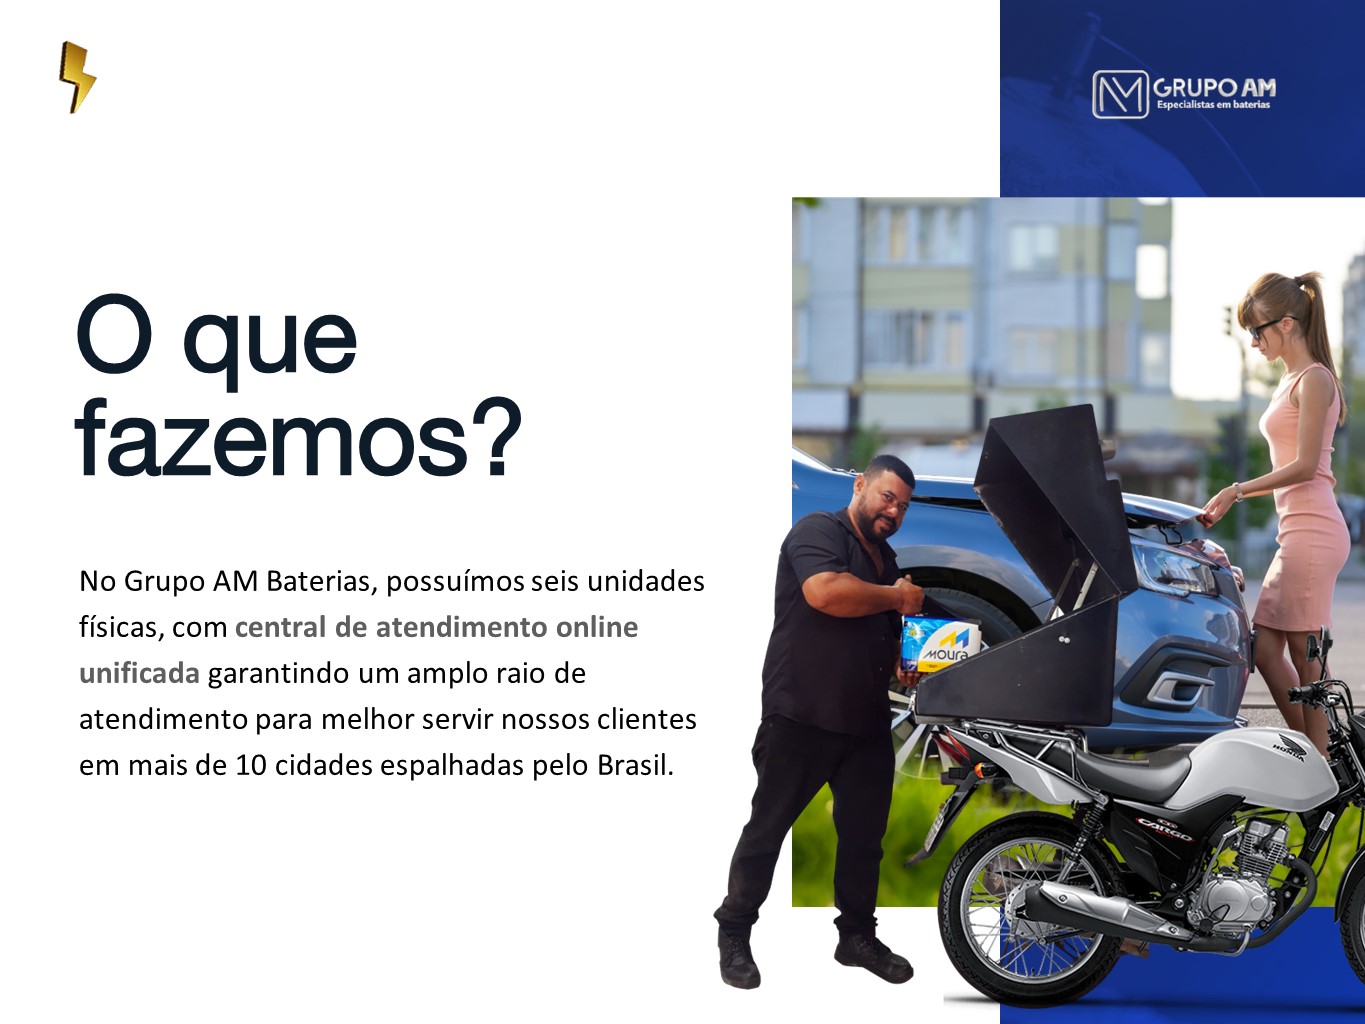 GRUPO AM
Especialistas em baterias
O que
fazemos?
No Grupo AM Baterias, possuímos seis unidades
físicas, com central de atendimento online
unificada garantindo um amplo raio de
atendimento para melhor servir nossos clientes
em mais de 10 cidades espalhadas pelo Brasil.
MOURA
HONDA
CARGO